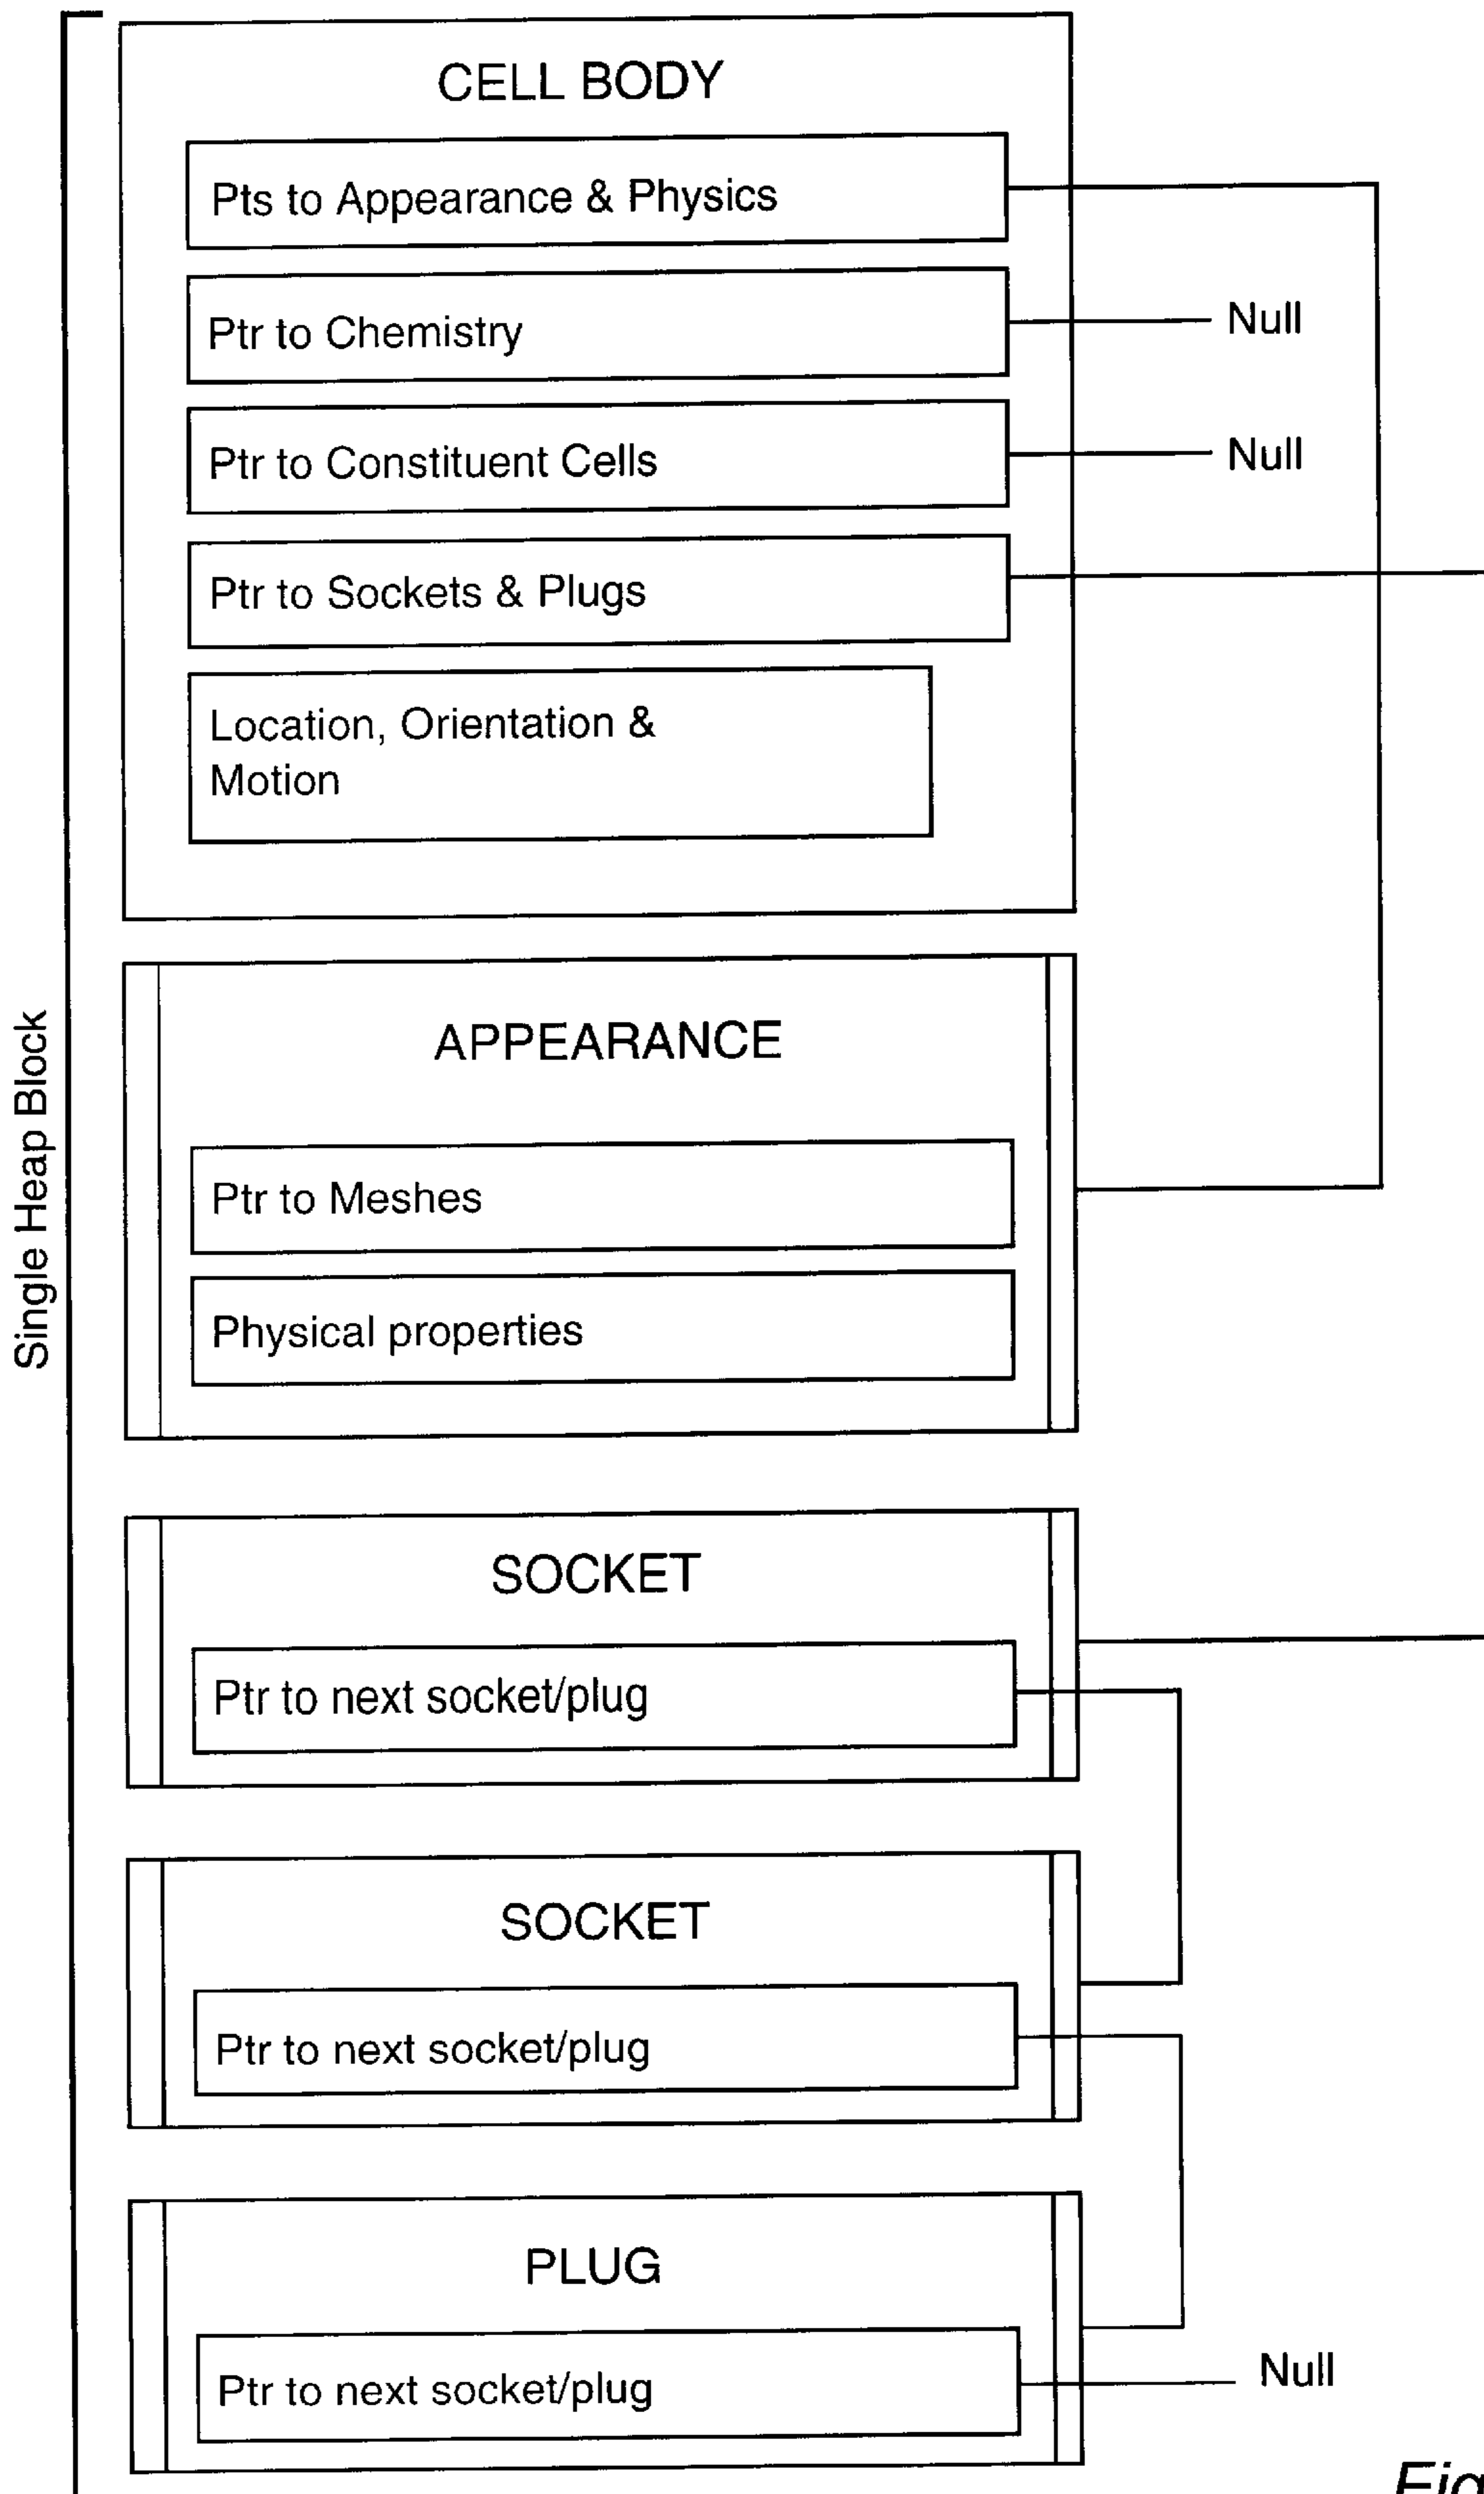 CELL BODY
Pts to Appearance & Physics
Ptr to Chemistry
Null
Ptr to Constituent Cells
Null
Ptr to Sockets & Plugs
Location, Orientation &
Motion
Single Heap Block
APPEARANCE
Ptr to Meshes
Physical properties
SOCKET
Ptr to next socket/plug
SOCKET
Ptr to next socket/plug
PLUG
Ptr to next socket/plug
Null
Fig